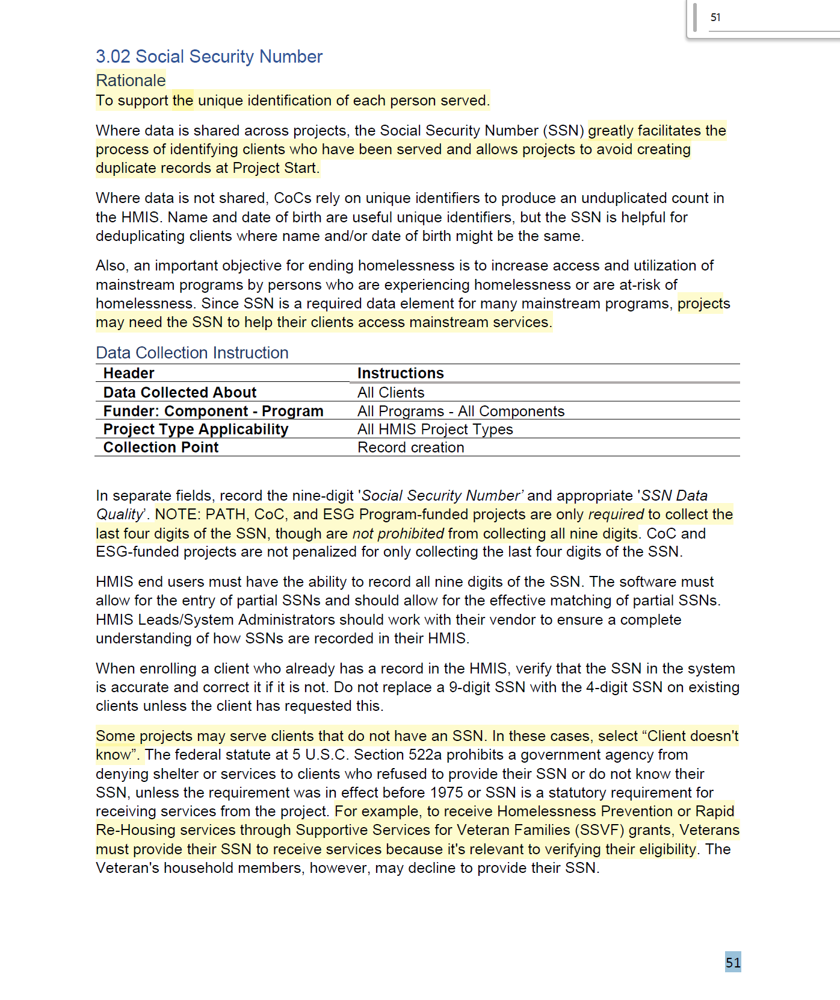 51
3.02 Social Security Number
Rationale
To support the unique identification of each person served.
Where data is shared across projects, the Social Security Number (SSN) greatly facilitates the
process of identifying clients who have been served and allows projects to avoid creating
duplicate records at Project Start.
Where data is not shared, CoCs rely on unique identifiers to produce an unduplicated count in
the HMIS. Name and date of birth are useful unique identifiers, but the SSN is helpful for
deduplicating clients where name and/or date of birth might be the same.
Also, an important objective for ending homelessness is to increase access and utilization of
mainstream programs by persons who are experiencing homelessness or are at-risk of
homelessness. Since SSN is a required data element for many mainstream programs, projects
may need the SSN to help their clients access mainstream services.
Data Collection Instruction
Header Instructions
Data Collected About All Clients
Funder: Component - Program All Programs - All Components
Project Type Applicability All HMIS Project Types
Collection Point Record creation
In separate fields, record the nine-digit 'Social Security Number’ and appropriate 'SSN Data
Quality’. NOTE: PATH, CoC, and ESG Program-funded projects are only required to collect the
last four digits of the SSN, though are not prohibited from collecting all nine digits. CoC and
ESG-funded projects are not penalized for only collecting the last four digits of the SSN.
HMIS end users must have the ability to record all nine digits of the SSN. The software must
allow for the entry of partial SSNs and should allow for the effective matching of partial SSNs.
HMIS Leads/System Administrators should work with their vendor to ensure a complete
understanding of how SSNs are recorded in their HMIS.
When enrolling a client who already has a record in the HMIS, verify that the SSN in the system
is accurate and correct it if it is not. Do not replace a 9-digit SSN with the 4-digit SSN on existing
clients unless the client has requested this.
Some projects may serve clients that do not have an SSN. In these cases, select “Client doesn't
know”. The federal statute at 5 U.S.C. Section 522a prohibits a government agency from
denying shelter or services to clients who refused to provide their SSN or do not know their
SSN, unless the requirement was in effect before 1975 or SSN is a statutory requirement for
receiving services from the project. For example, to receive Homelessness Prevention or Rapid
Re-Housing services through Supportive Services for Veteran Families (SSVF) grants, Veterans
must provide their SSN to receive services because it's relevant to verifying their eligibility. The
Veteran's household members, however, may decline to provide their SSN.
51